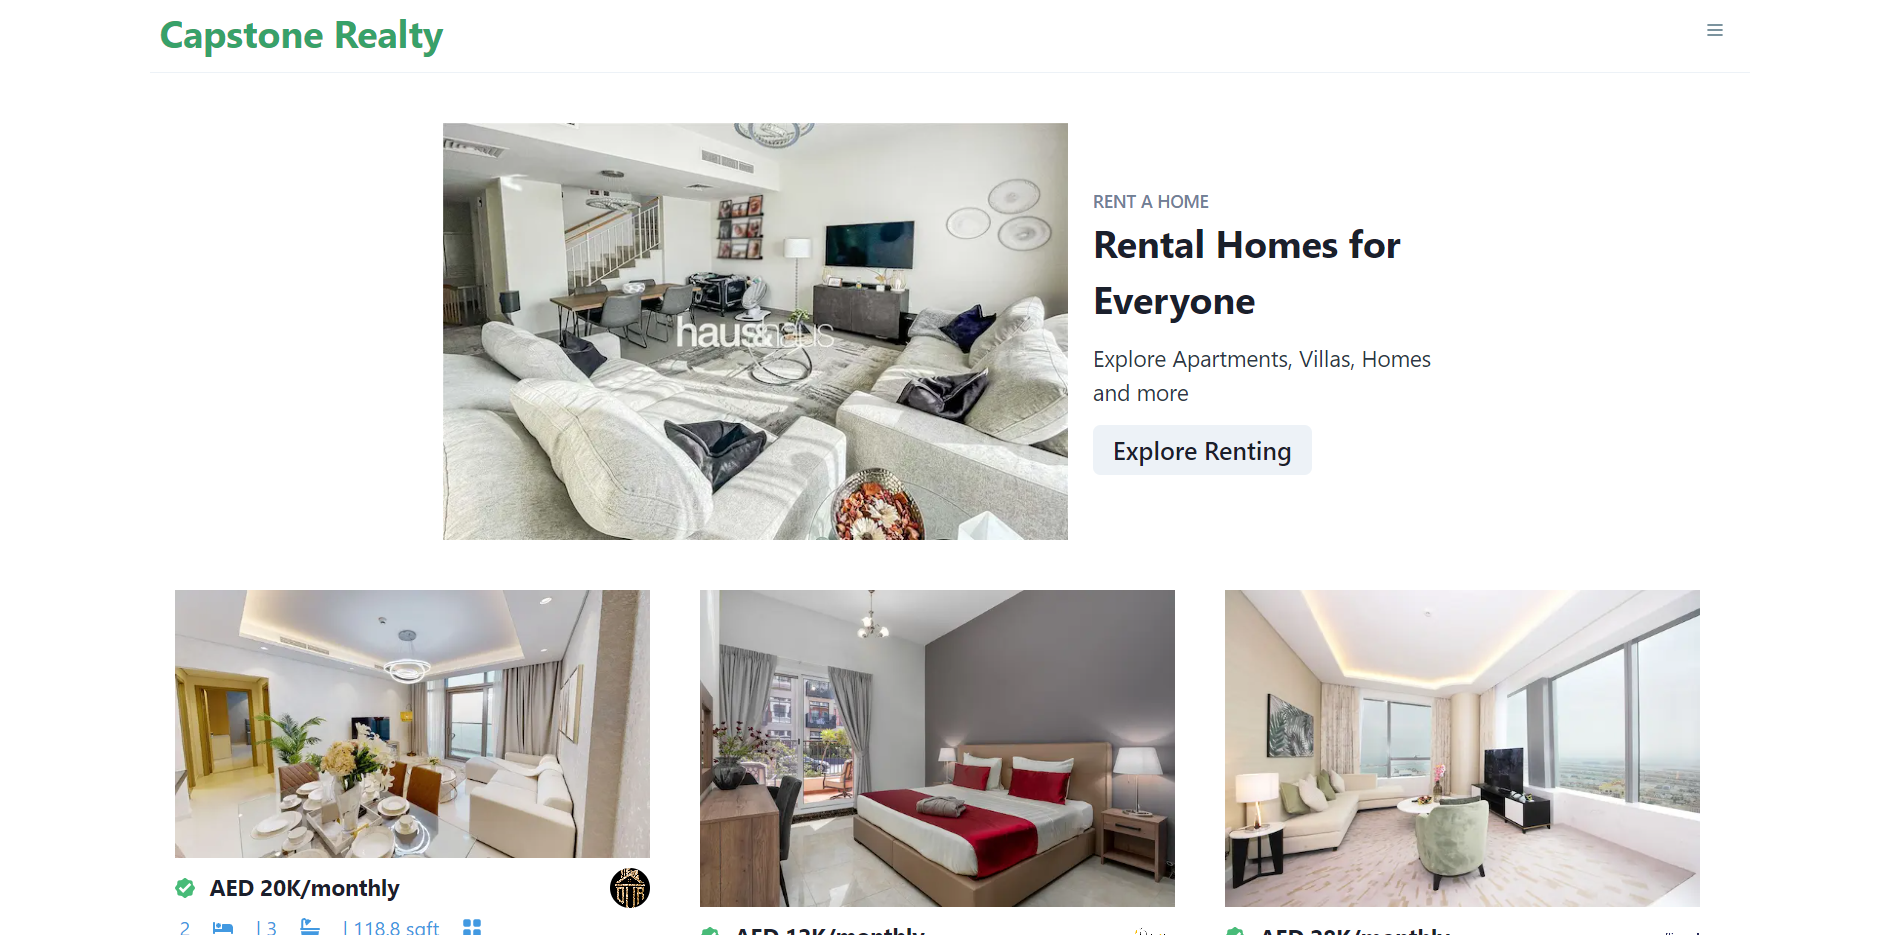 Capstone Realty
haus&haus
RENT A HOME
Rental Homes for
Everyone
Explore Apartments, Villas, Homes
and more
Explore Renting
AED 20K/monthly
2 | 3 | 118.8 sqft
AED 12K/monthly
AED 28K/monthly